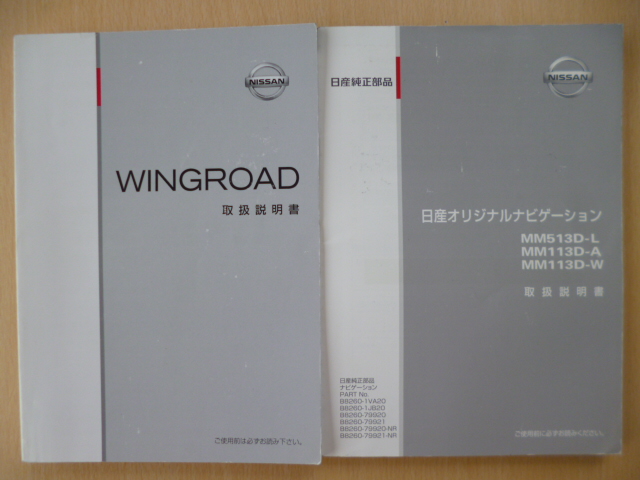 NISSAN
WINGROAD
取扱説明書
ご使用前は必ずお読み下さい。
日産純正部品
NISSAN
日産オリジナルナビゲーション
MM513D-L
MM113D-A
MM113D-W
取扱説明書
日産純正部品
ナビゲーション
PART No.
B8260-1VA20
B8260-1JB20
B8260-79920
B8260-79921
B8260-79920-NR
B8260-79921-NR
ご使用前に必ずお読みください。